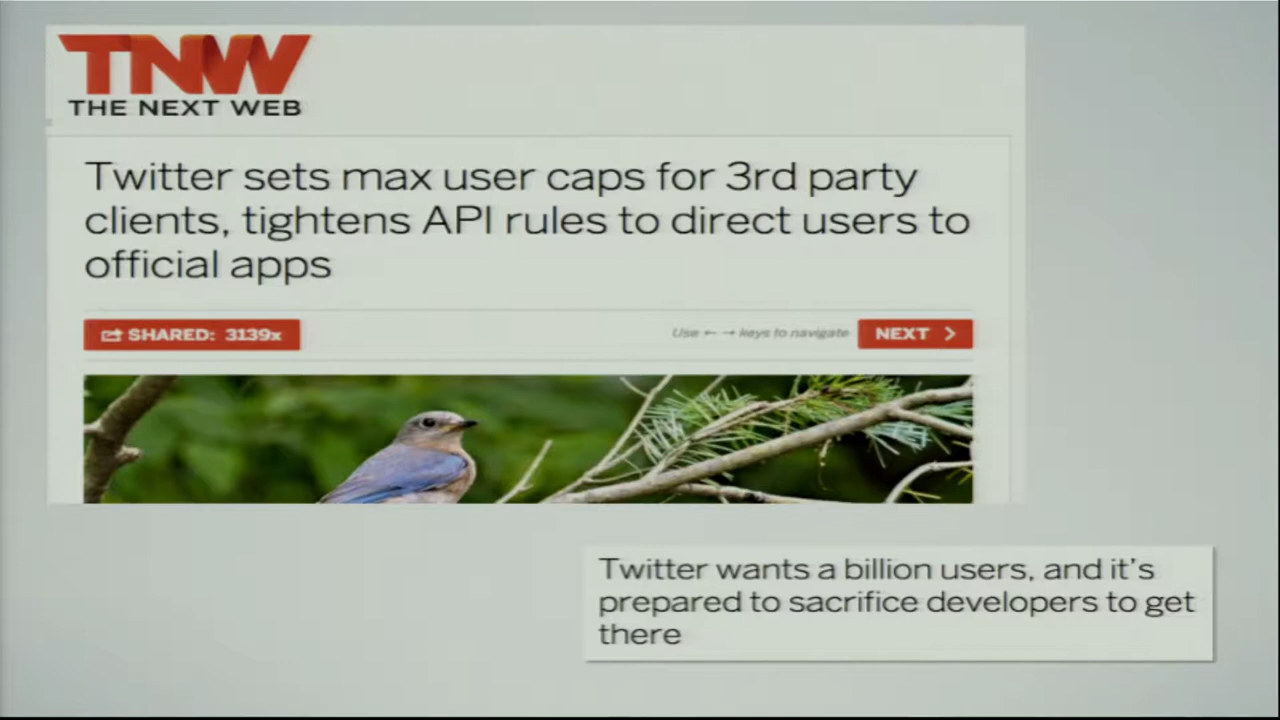 TNW
THE NEXT WEB
Twitter sets max user caps for 3rd party
clients, tightens API rules to direct users to
official apps
SHARED: 3139x
Use ← → keys to navigate
NEXT >
Twitter wants a billion users, and it's
prepared to sacrifice developers to get
there